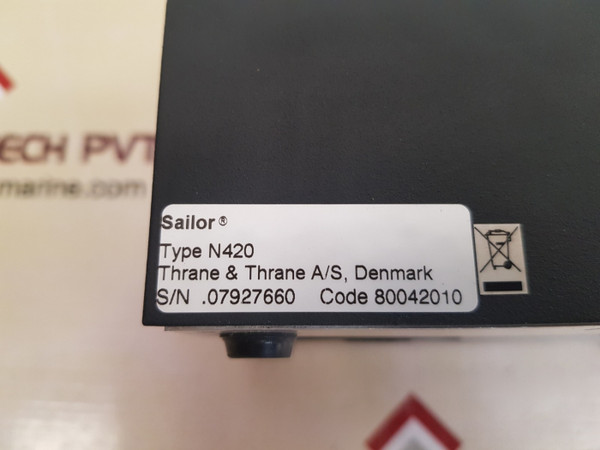 ECH PVT
marine.com
Sailor®
Type N420
Thrane & Thrane A/S, Denmark
S/N .07927660 Code 80042010